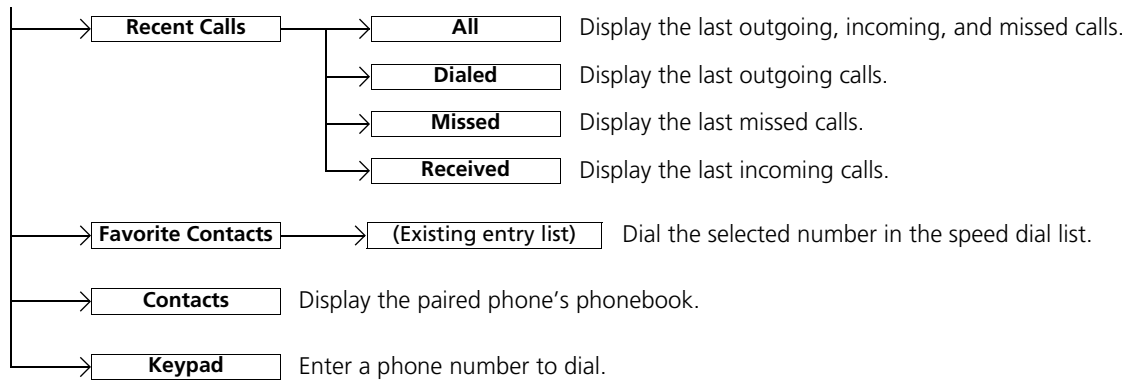 Recent Calls
All
Display the last outgoing, incoming, and missed calls.
Dialed
Display the last outgoing calls.
Missed
Display the last missed calls.
Received
Display the last incoming calls.
Favorite Contacts
(Existing entry list)
Dial the selected number in the speed dial list.
Contacts
Display the paired phone’s phonebook.
Keypad
Enter a phone number to dial.